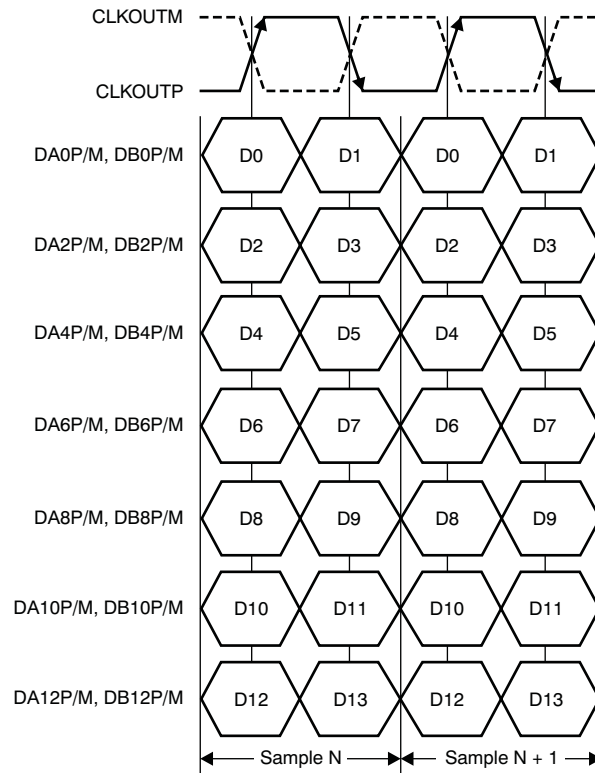 CLKOUTM
CLKOUTP
DA0P/M, DB0P/M D0 D1 D0 D1
DA2P/M, DB2P/M D2 D3 D2 D3
DA4P/M, DB4P/M D4 D5 D4 D5
DA6P/M, DB6P/M D6 D7 D6 D7
DA8P/M, DB8P/M D8 D9 D8 D9
DA10P/M, DB10P/M D10 D11 D10 D11
DA12P/M, DB12P/M D12 D13 D12 D13
Sample N Sample N + 1